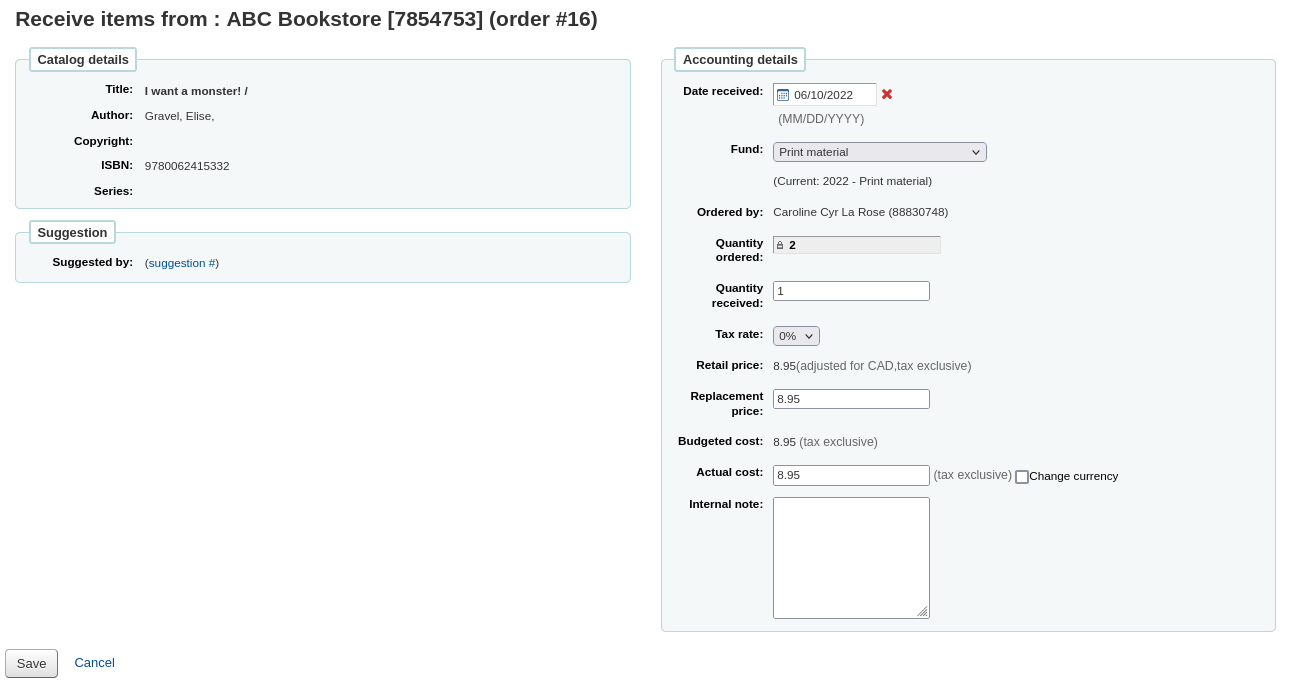 Receive items from : ABC Bookstore [7854753] (order #16)
Catalog details
Title: I want a monster! /
Author: Gravel, Elise,
Copyright:
ISBN: 9780062415332
Series:
Suggestion
Suggested by: (suggestion #)
Accounting details
Date received: 06/10/2022
(MM/DD/YYYY)
Fund: Print material
(Current: 2022 - Print material)
Ordered by: Caroline Cyr La Rose (88830748)
Quantity ordered: 2
Quantity received: 1
Tax rate: 0%
Retail price: 8.95(adjusted for CAD,tax exclusive)
Replacement price: 8.95
Budgeted cost: 8.95 (tax exclusive)
Actual cost: 8.95 (tax exclusive) Change currency
Internal note:
Save Cancel